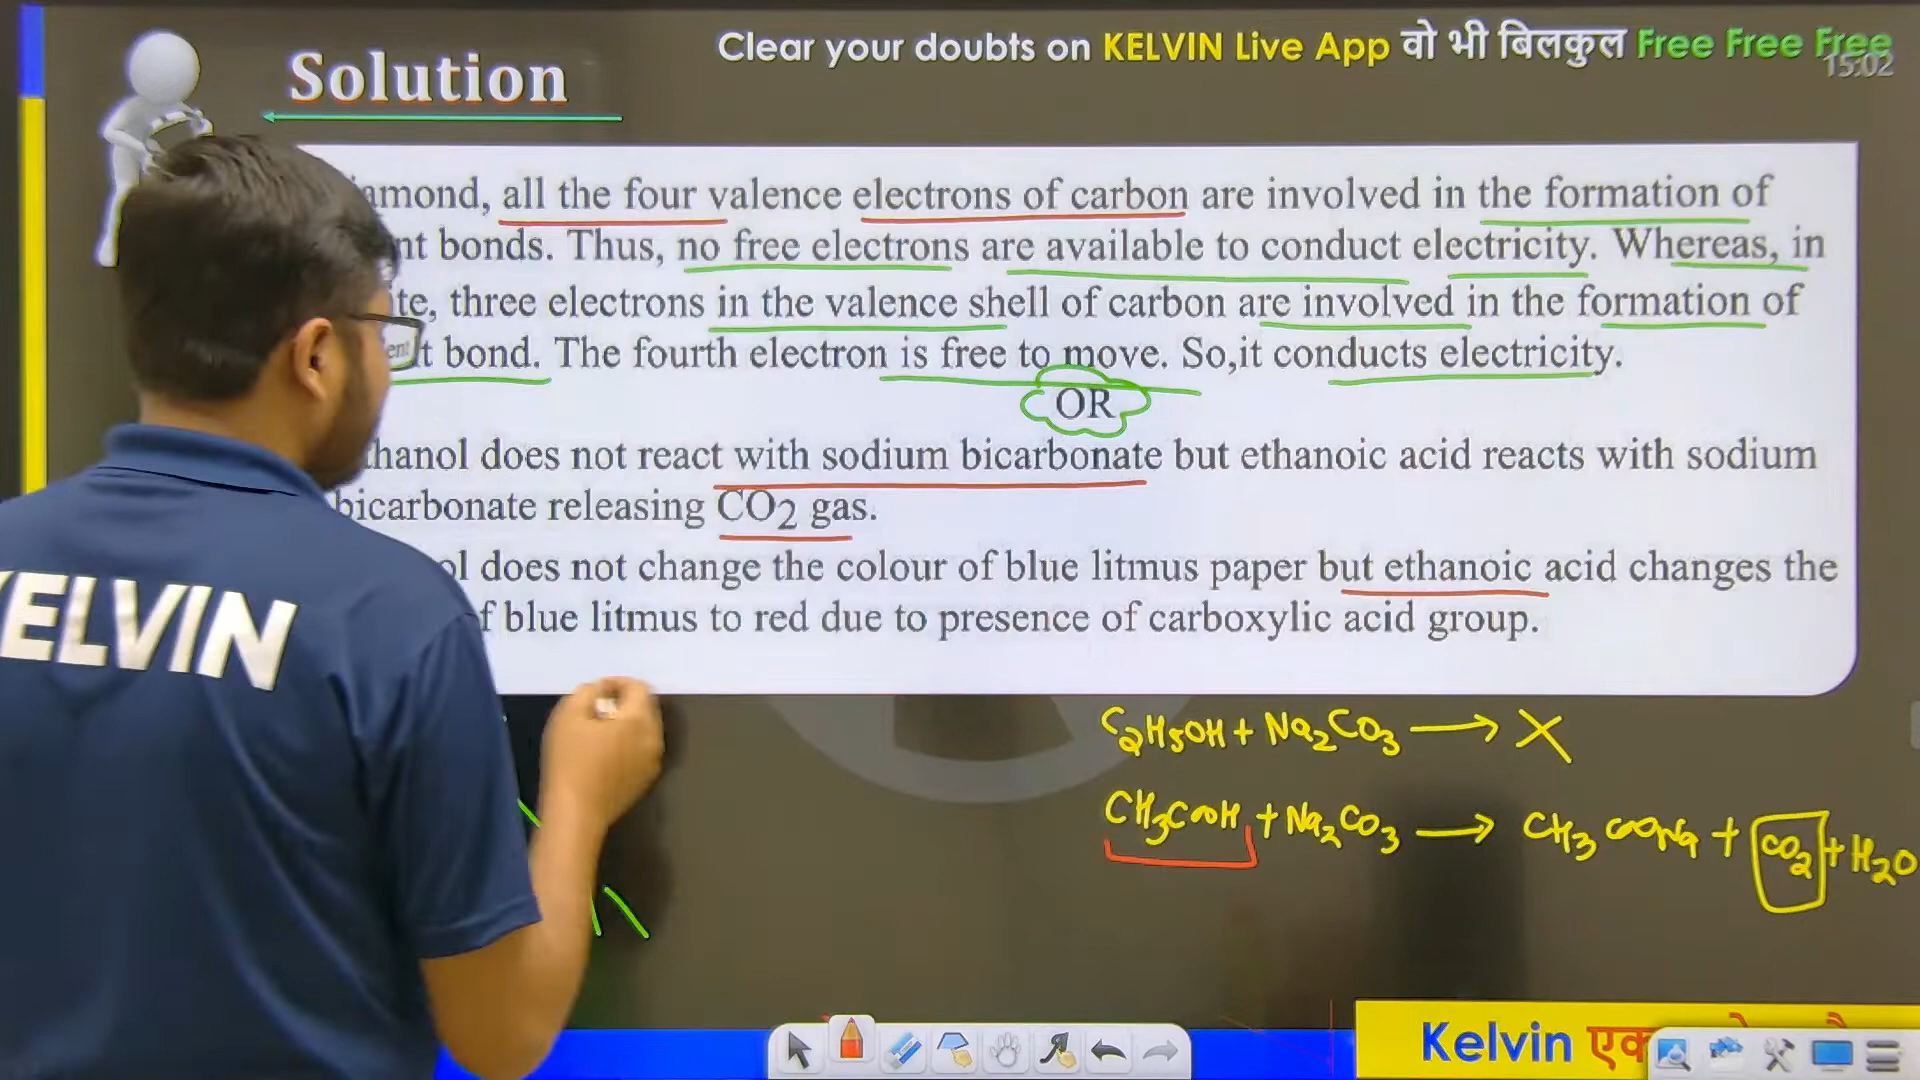 Clear your doubts on KELVIN Live App वो भी बिलकुल Free Free Free
15:02
Solution
amond, all the four valence electrons of carbon are involved in the formation of
nt bonds. Thus, no free electrons are available to conduct electricity. Whereas, in
te, three electrons in the valence shell of carbon are involved in the formation of
ent t bond. The fourth electron is free to move. So,it conducts electricity.
OR
thanol does not react with sodium bicarbonate but ethanoic acid reacts with sodium
bicarbonate releasing CO2 gas.
ol does not change the colour of blue litmus paper but ethanoic acid changes the
f blue litmus to red due to presence of carboxylic acid group.
KELVIN
C2H5OH + Na2CO3 ⟶ X
CH3COOH + Na2CO3 ⟶ CH3COONa + CO2 + H2O
Kelvin एक